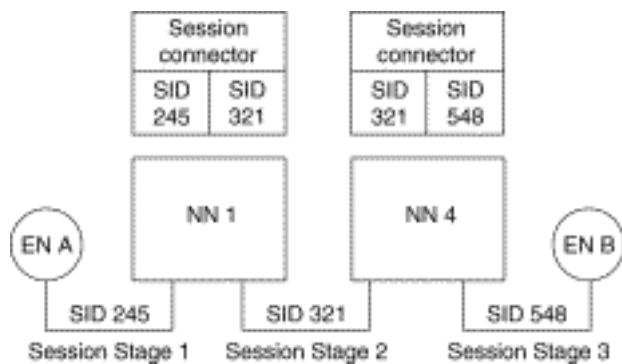 Session
connector
SID
245
SID
321
Session
connector
SID
321
SID
548
EN A
NN 1
NN 4
EN B
SID 245
SID 321
SID 548
Session Stage 1
Session Stage 2
Session Stage 3